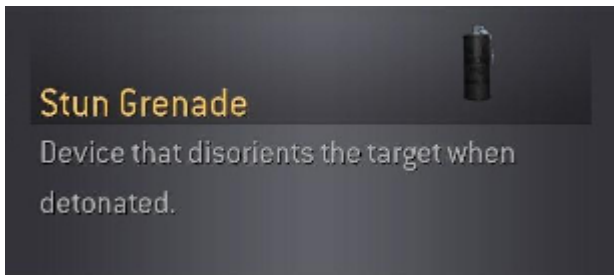 Stun Grenade
Device that disorients the target when
detonated.